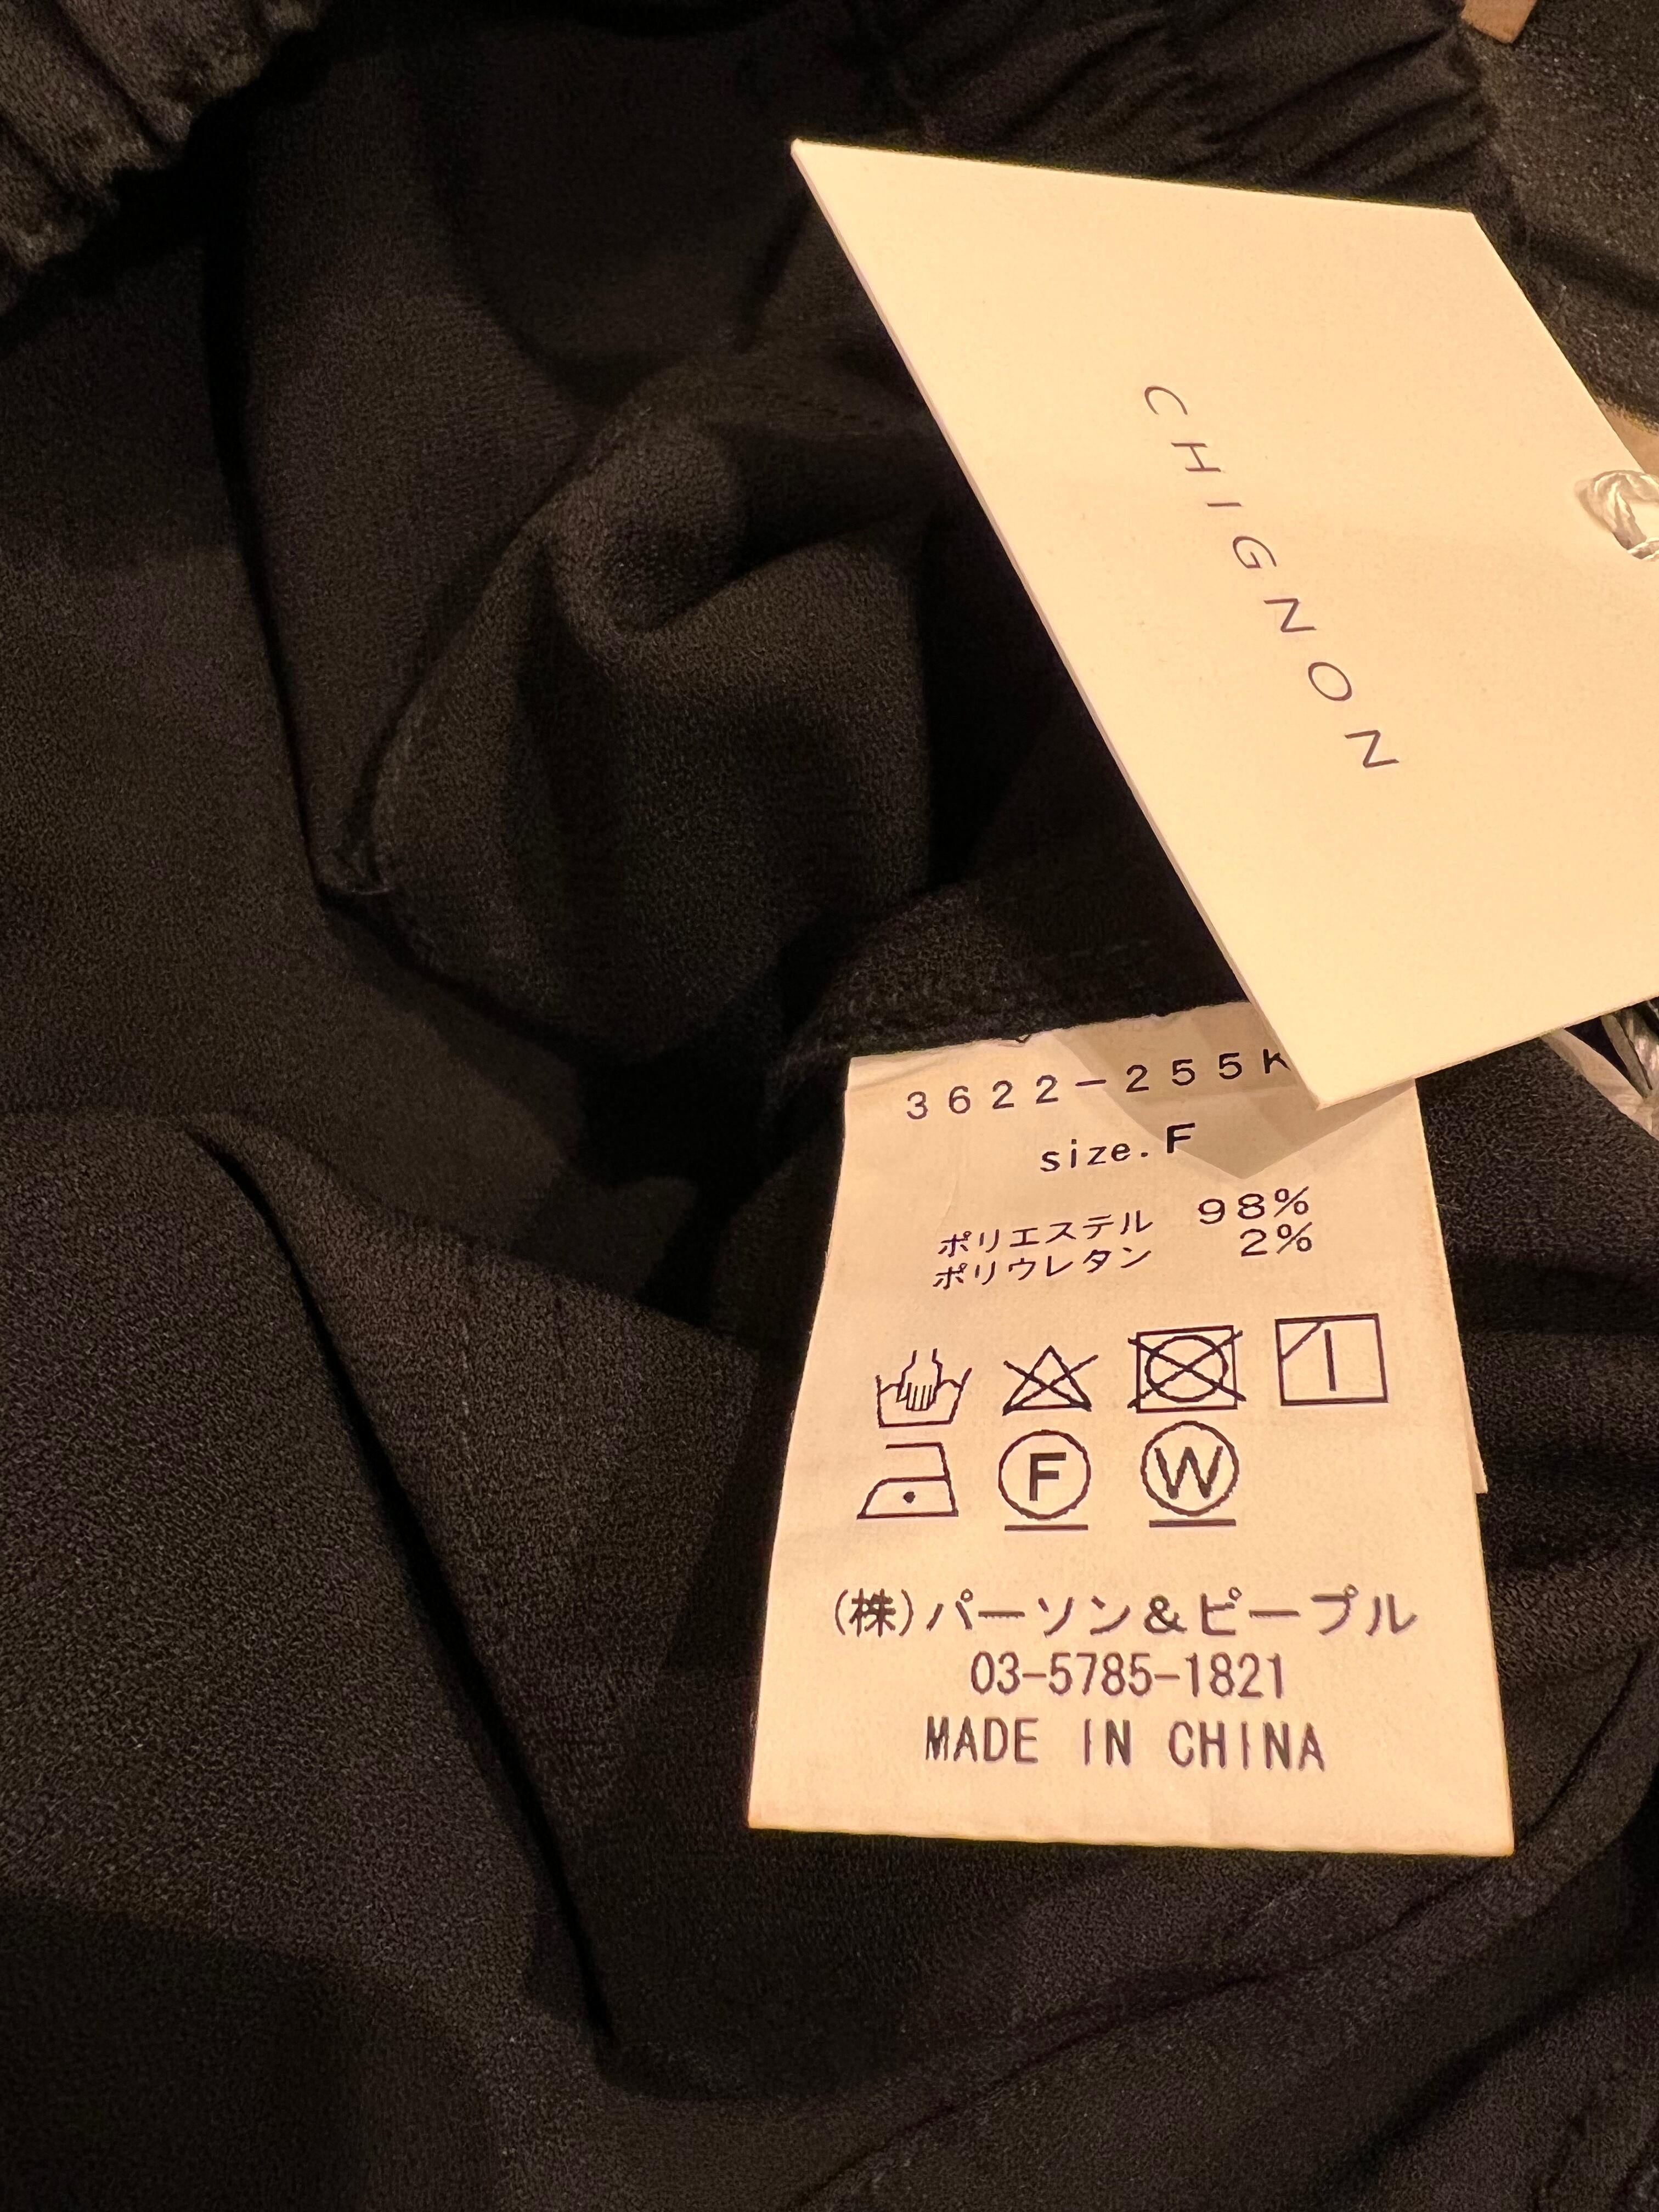 CHIGNON
3622-255K
size.F
ポリエステル 98%
ポリウレタン 2%
F W
(株)パーソン&ピープル
03-5785-1821
MADE IN CHINA